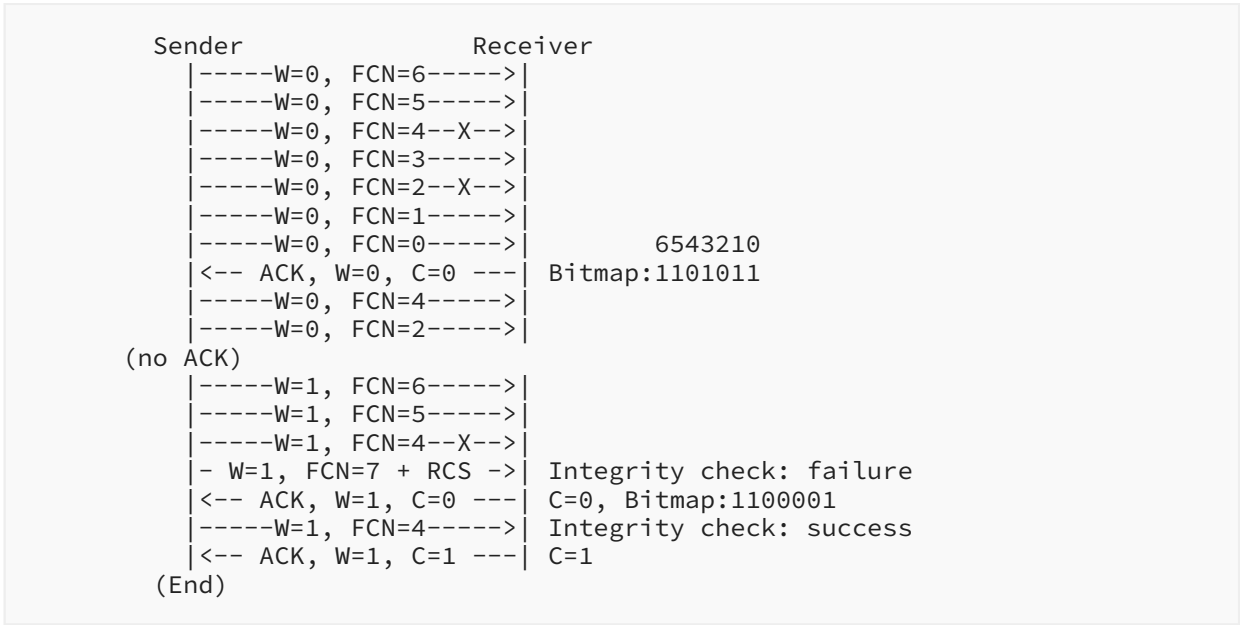 Sender                Receiver
  |-----W=0, FCN=6----->|
  |-----W=0, FCN=5----->|
  |-----W=0, FCN=4--X-->|
  |-----W=0, FCN=3----->|
  |-----W=0, FCN=2--X-->|
  |-----W=0, FCN=1----->|
  |-----W=0, FCN=0----->|        6543210
  |<-- ACK, W=0, C=0 ---| Bitmap:1101011
  |-----W=0, FCN=4----->|
  |-----W=0, FCN=2----->|
(no ACK)
  |-----W=1, FCN=6----->|
  |-----W=1, FCN=5----->|
  |-----W=1, FCN=4--X-->|
  |- W=1, FCN=7 + RCS ->| Integrity check: failure
  |<-- ACK, W=1, C=0 ---| C=0, Bitmap:1100001
  |-----W=1, FCN=4----->| Integrity check: success
  |<-- ACK, W=1, C=1 ---| C=1
(End)